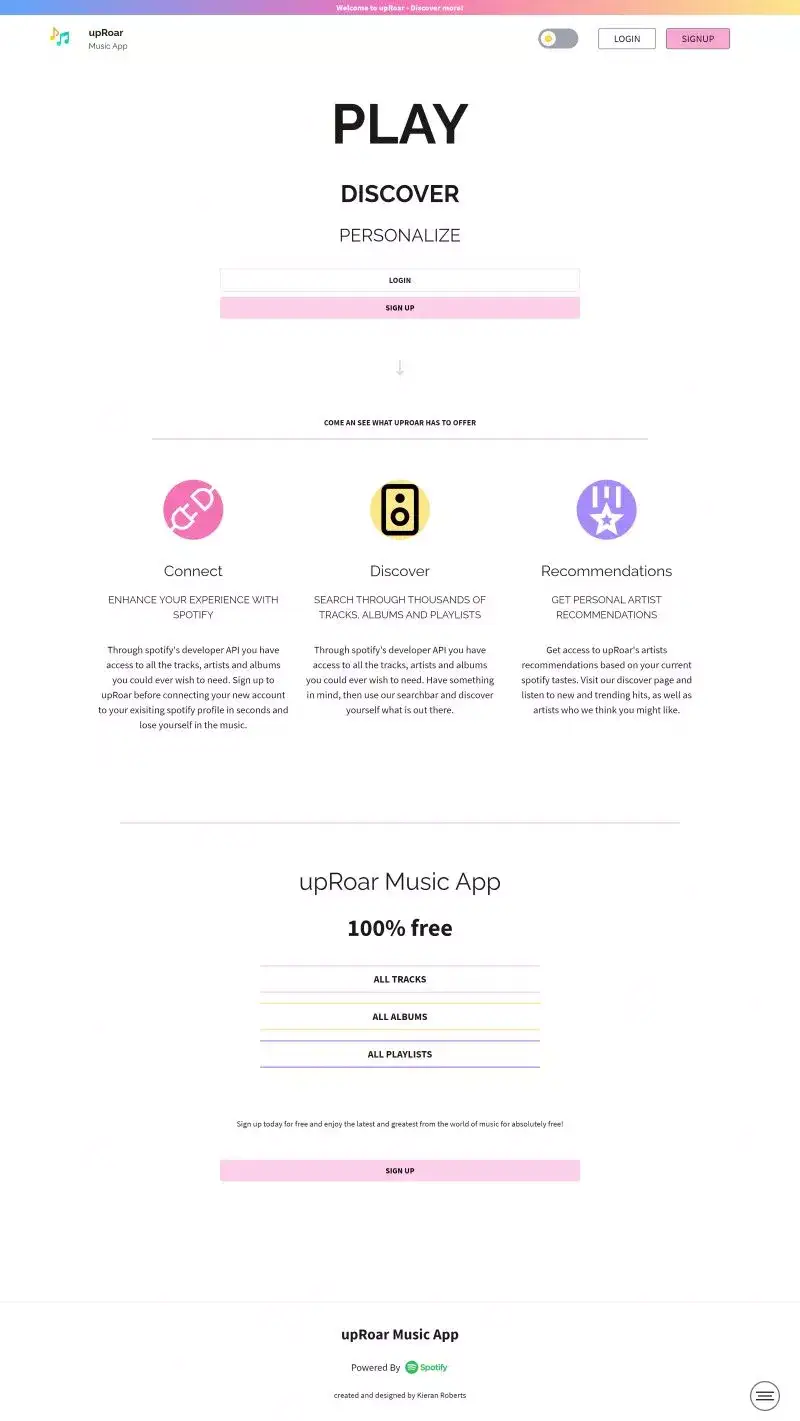 Welcome to upRoar - Discover more!
upRoar
Music App
LOGIN
SIGNUP
PLAY
DISCOVER
PERSONALIZE
LOGIN
SIGN UP
COME AN SEE WHAT UPROAR HAS TO OFFER
Connect
ENHANCE YOUR EXPERIENCE WITH
SPOTIFY
Through spotify's developer API you have
access to all the tracks, artists and albums
you could ever wish to need. Sign up to
upRoar before connecting your new account
to your exisiting spotify profile in seconds and
lose yourself in the music.
Discover
SEARCH THROUGH THOUSANDS OF
TRACKS, ALBUMS AND PLAYLISTS
Through spotify's developer API you have
access to all the tracks, artists and albums
you could ever wish to need. Have something
in mind, then use our searchbar and discover
yourself what is out there.
Recommendations
GET PERSONAL ARTIST
RECOMMENDATIONS
Get access to upRoar's artists
recommendations based on your current
spotify tastes. Visit our discover page and
listen to new and trending hits, as well as
artists who we think you might like.
upRoar Music App
100% free
ALL TRACKS
ALL ALBUMS
ALL PLAYLISTS
Sign up today for free and enjoy the latest and greatest from the world of music for absolutely free!
SIGN UP
upRoar Music App
Powered By Spotify
created and designed by Kieran Roberts